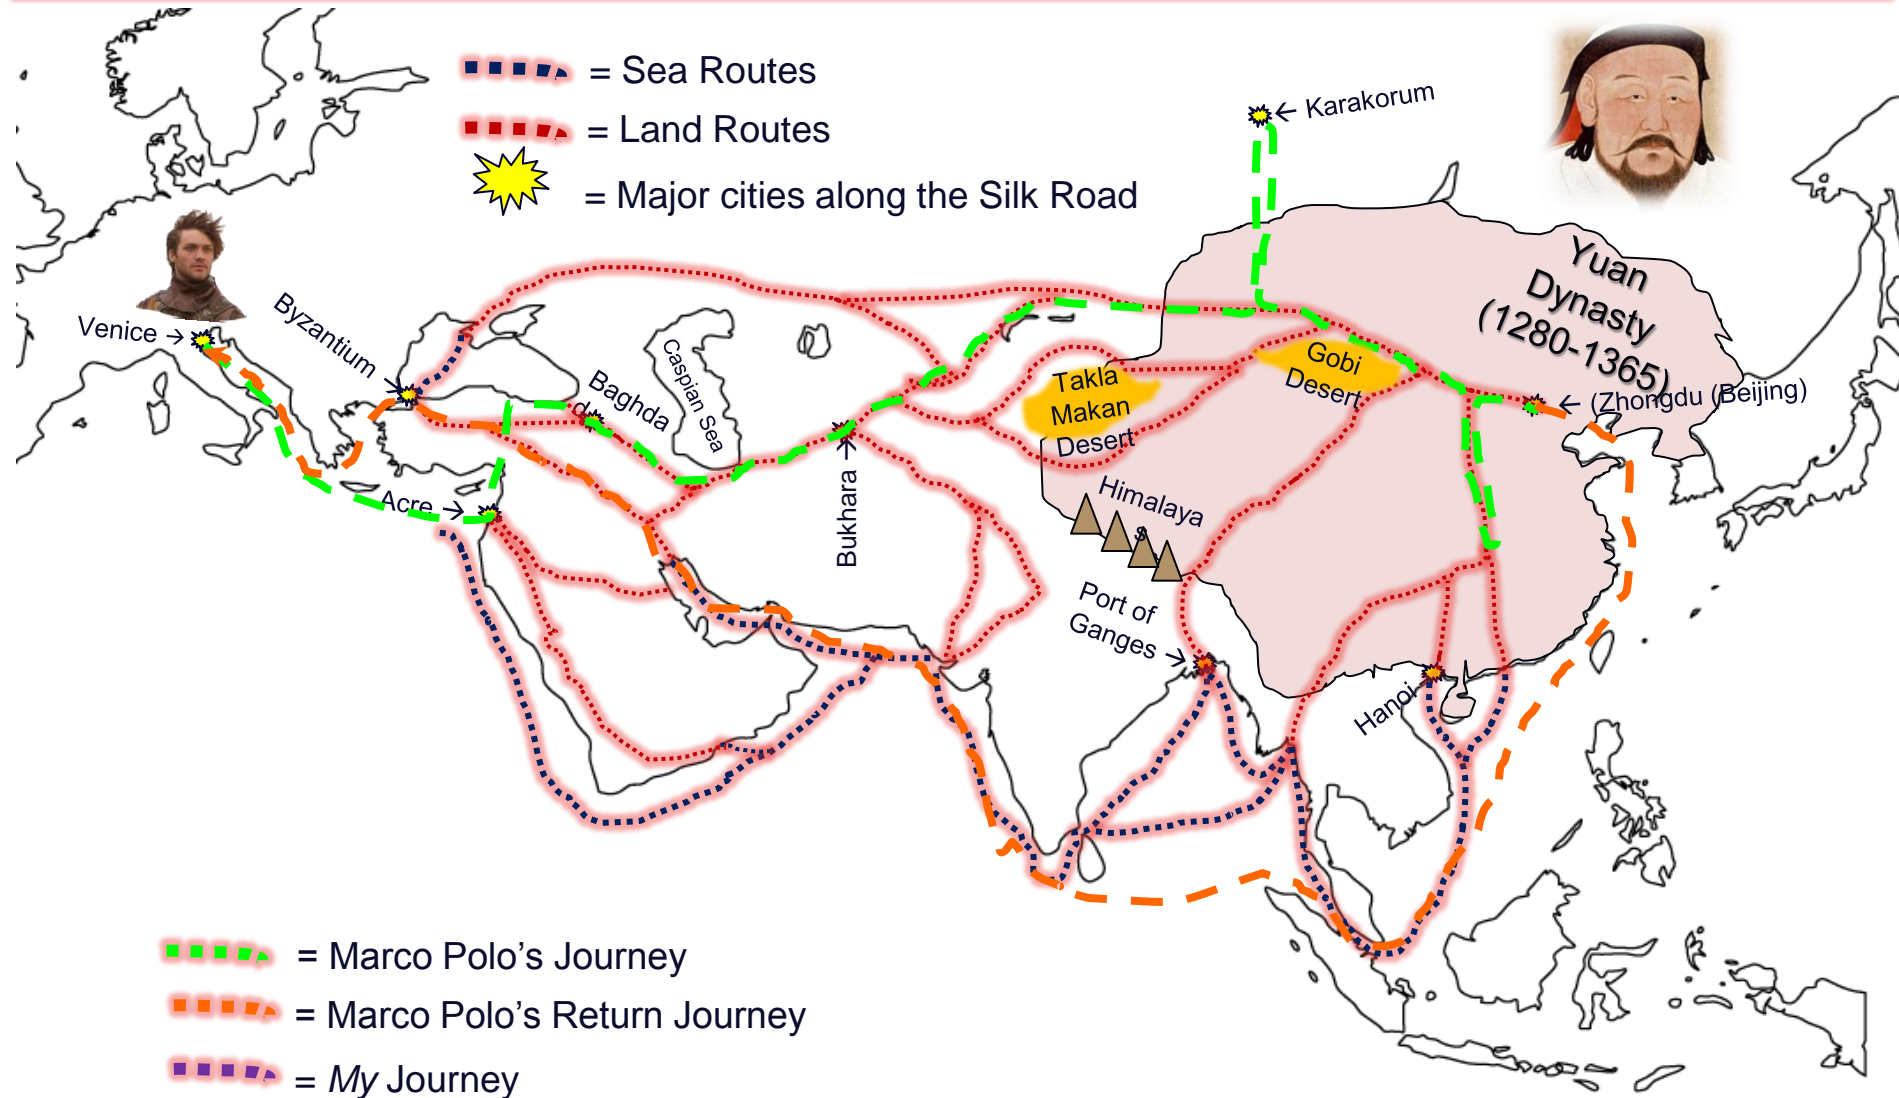 = Sea Routes
= Land Routes
= Major cities along the Silk Road
← Karakorum
Yuan
Dynasty
(1280-1365)
Venice →
Byzantium
Baghda
d
Caspian Sea
Takla
Makan
Desert
Gobi
Desert
← (Zhongdu (Beijing)
Acre →
Bukhara
Himalaya
s
Port of
Ganges →
Hanoi
= Marco Polo's Journey
= Marco Polo's Return Journey
= My Journey